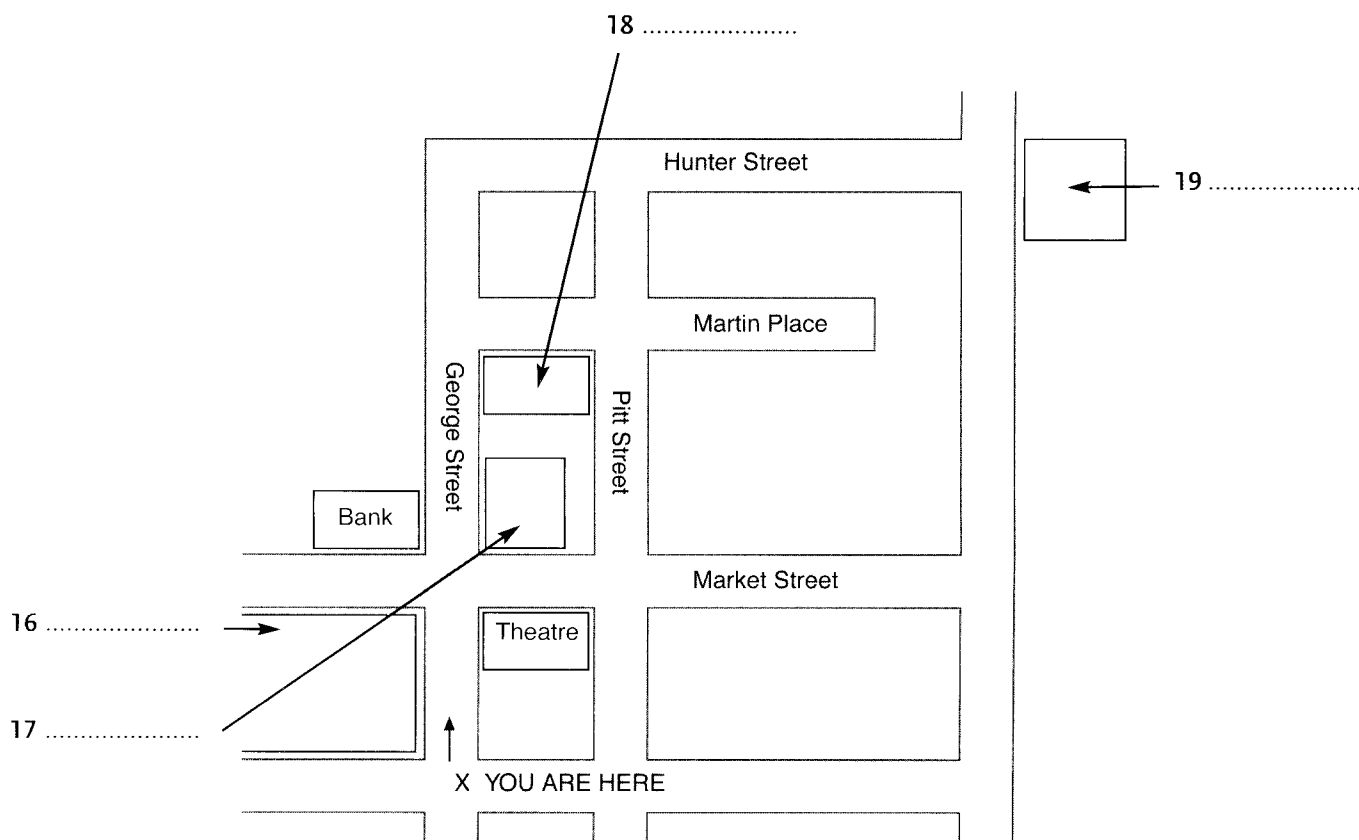 18 .....................
Hunter Street
19 .....................
Martin Place
George Street
Pitt Street
Bank
Market Street
16 .....................
Theatre
17 .....................
X YOU ARE HERE